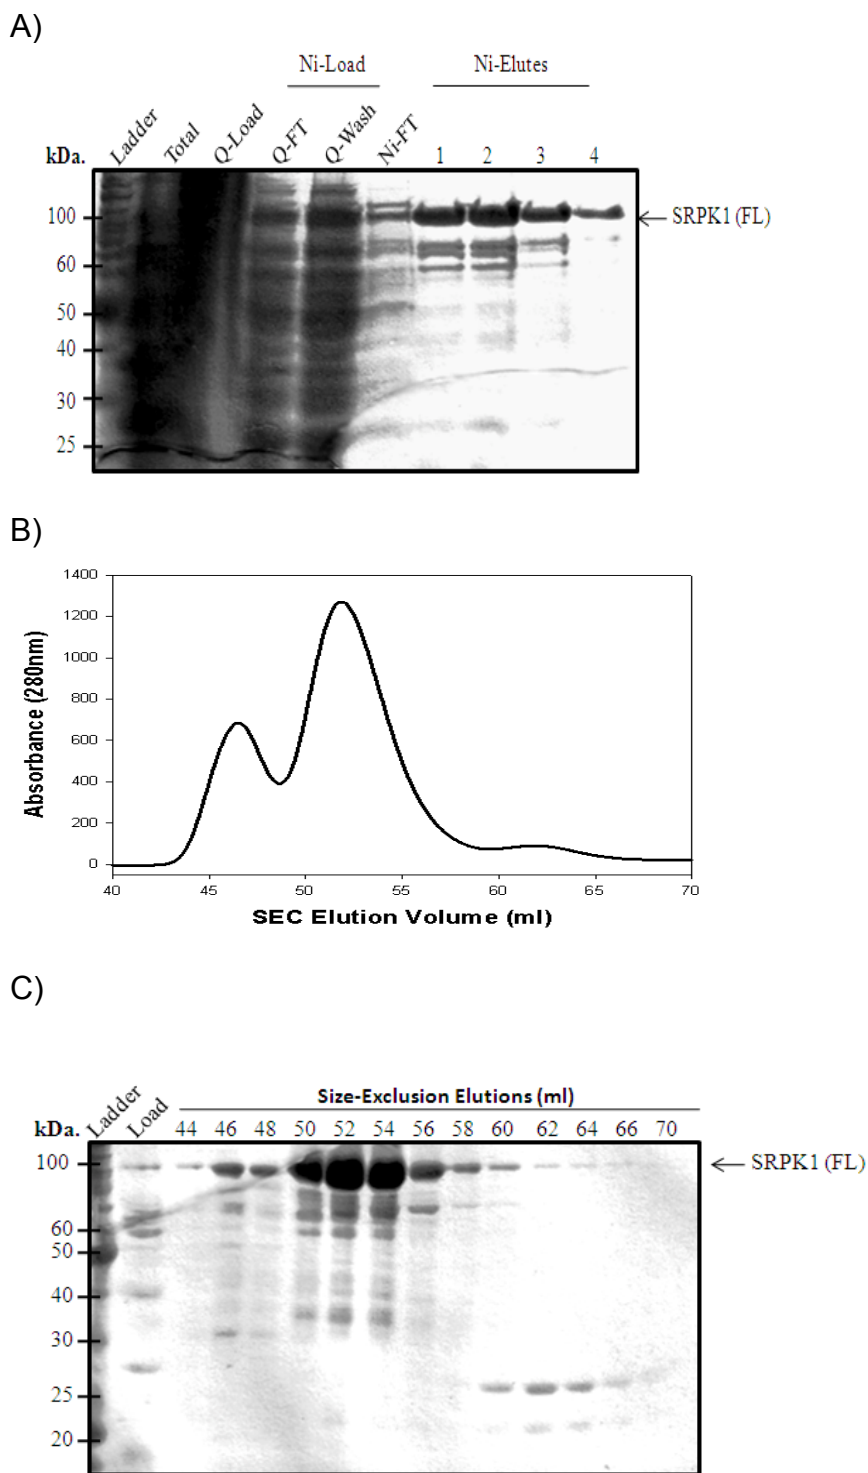 A)
Ni-Load
Ni-Elutes
kDa. Ladder Total Q-Load Q-FT Q-Wash Ni-FT 1 2 3 4
100
SRPK1 (FL)
60
50
40
30
25
B)
1400
1200
1000
800
600
400
200
0
Absorbance (280nm)
40 45 50 55 60 65 70
SEC Elution Volume (ml)
C)
Size-Exclusion Elutions (ml)
kDa. Ladder Load 44 46 48 50 52 54 56 58 60 62 64 66 70
100
SRPK1 (FL)
60
50
40
30
25
20